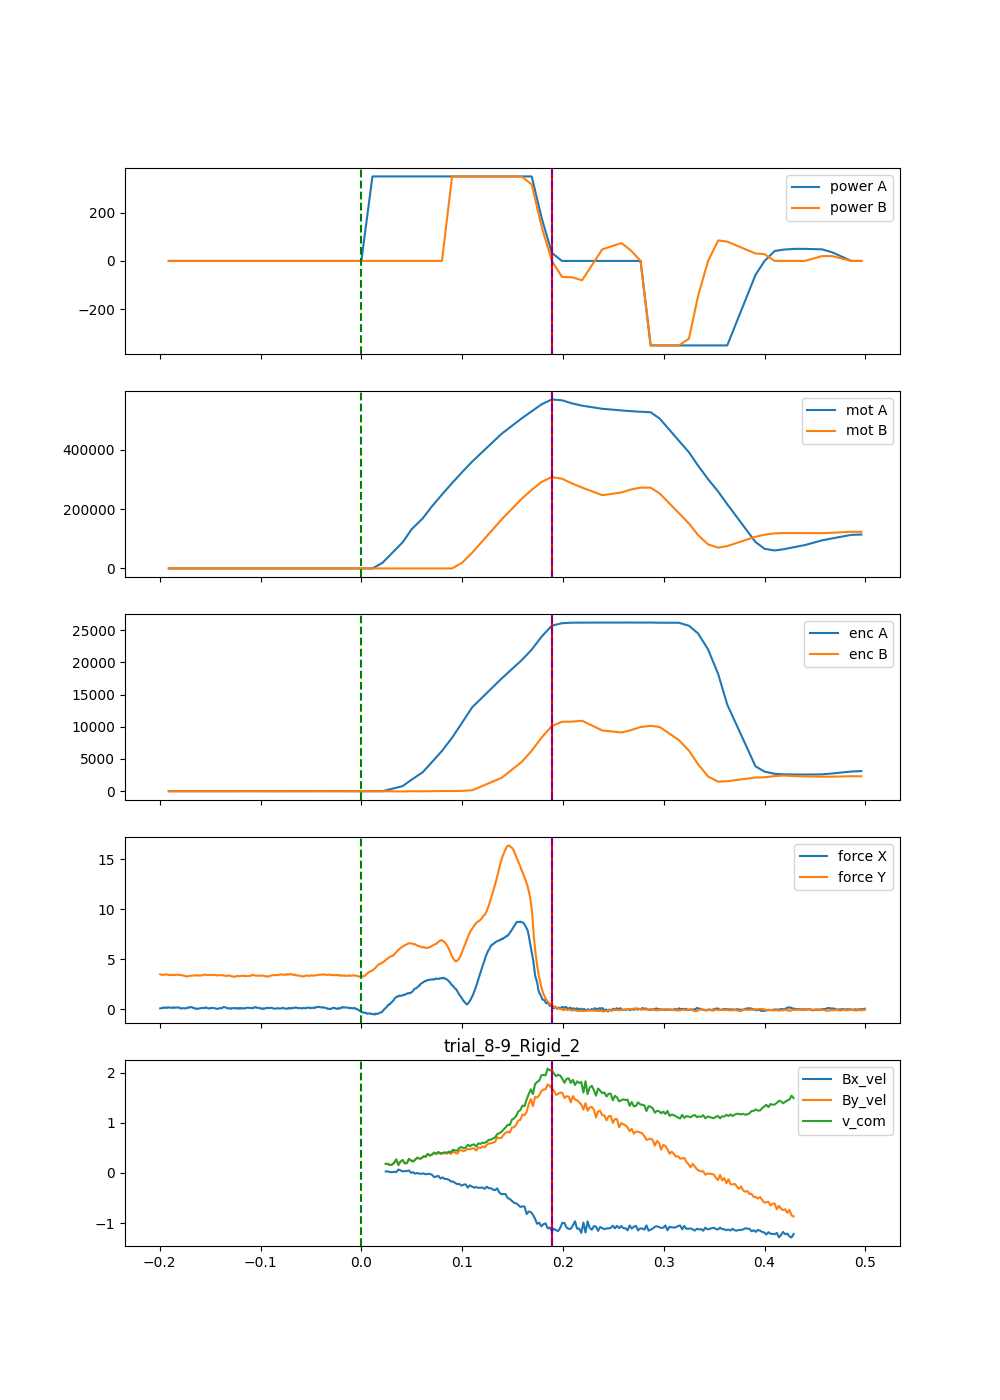 200
0
−200
power A
power B
400000
200000
0
mot A
mot B
25000
20000
15000
10000
5000
0
enc A
enc B
15
10
5
0
force X
force Y
trial_8-9_Rigid_2
2
1
0
−1
Bx_vel
By_vel
v_com
−0.2 −0.1 0.0 0.1 0.2 0.3 0.4 0.5